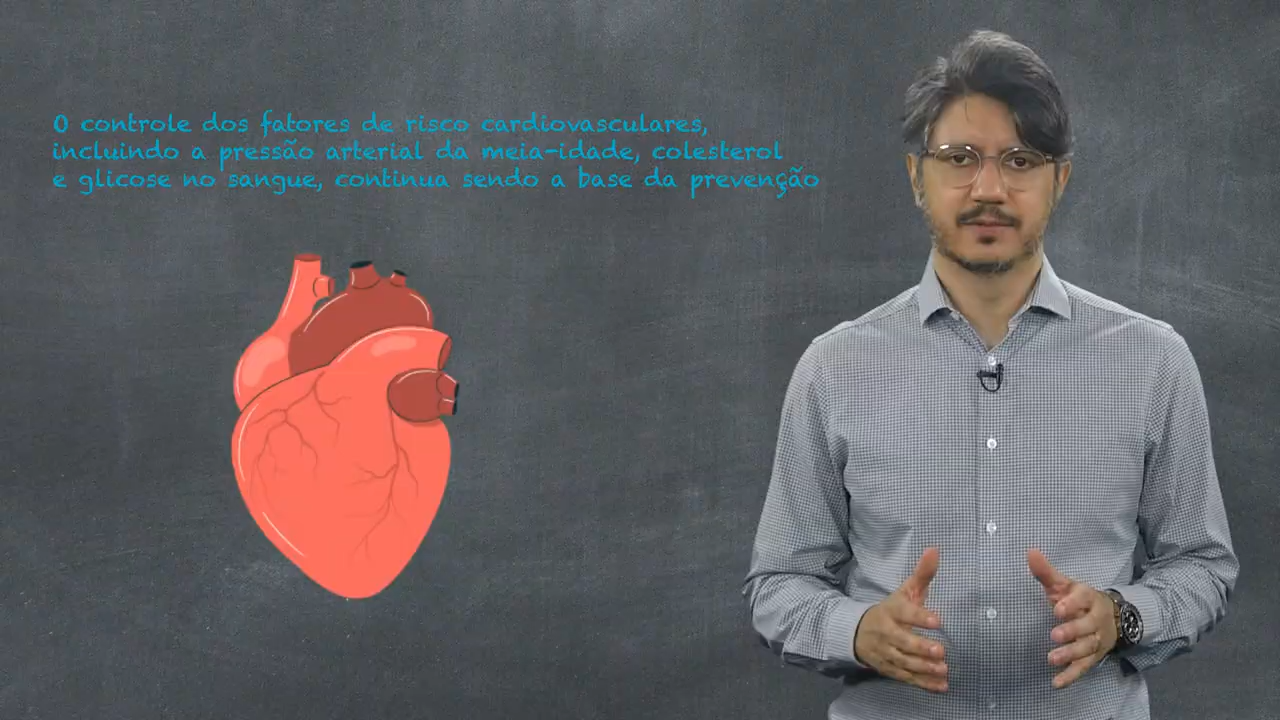 O controle dos fatores de risco cardiovasculares,
incluindo a pressão arterial da meia-idade, colesterol
e glicose no sangue, continua sendo a base da prevenção